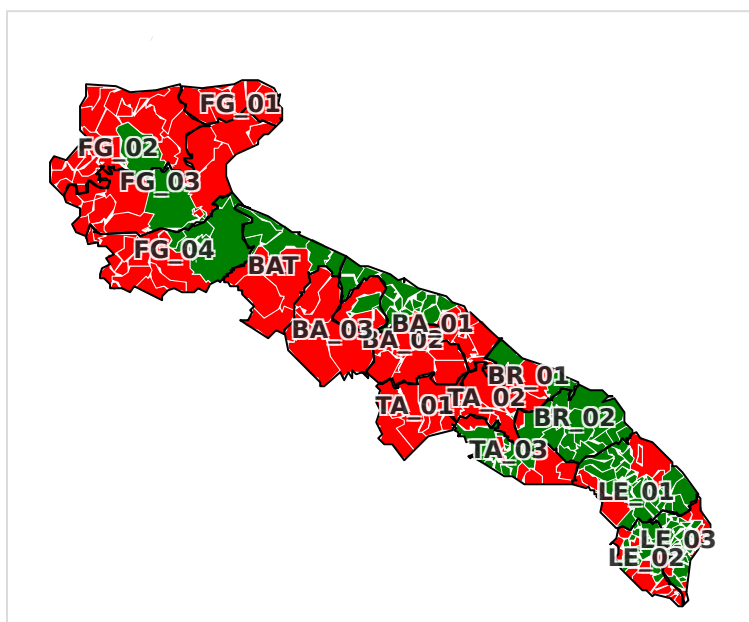 FG_01
FG_02
FG_03
FG_04
BAT
BA_01
BA_03
BA_02
BR_01
TA_02
TA_01
BR_02
TA_03
LE_01
LE_03
LE_02